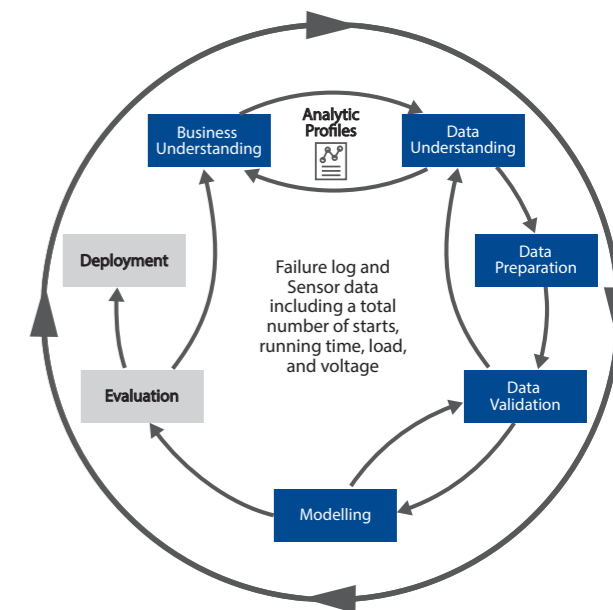 Analytic
Profiles
Business
Understanding
Data
Understanding
Deployment
Data
Preparation
Failure log and
Sensor data
including a total
number of starts,
running time, load,
and voltage
Evaluation
Data
Validation
Modelling